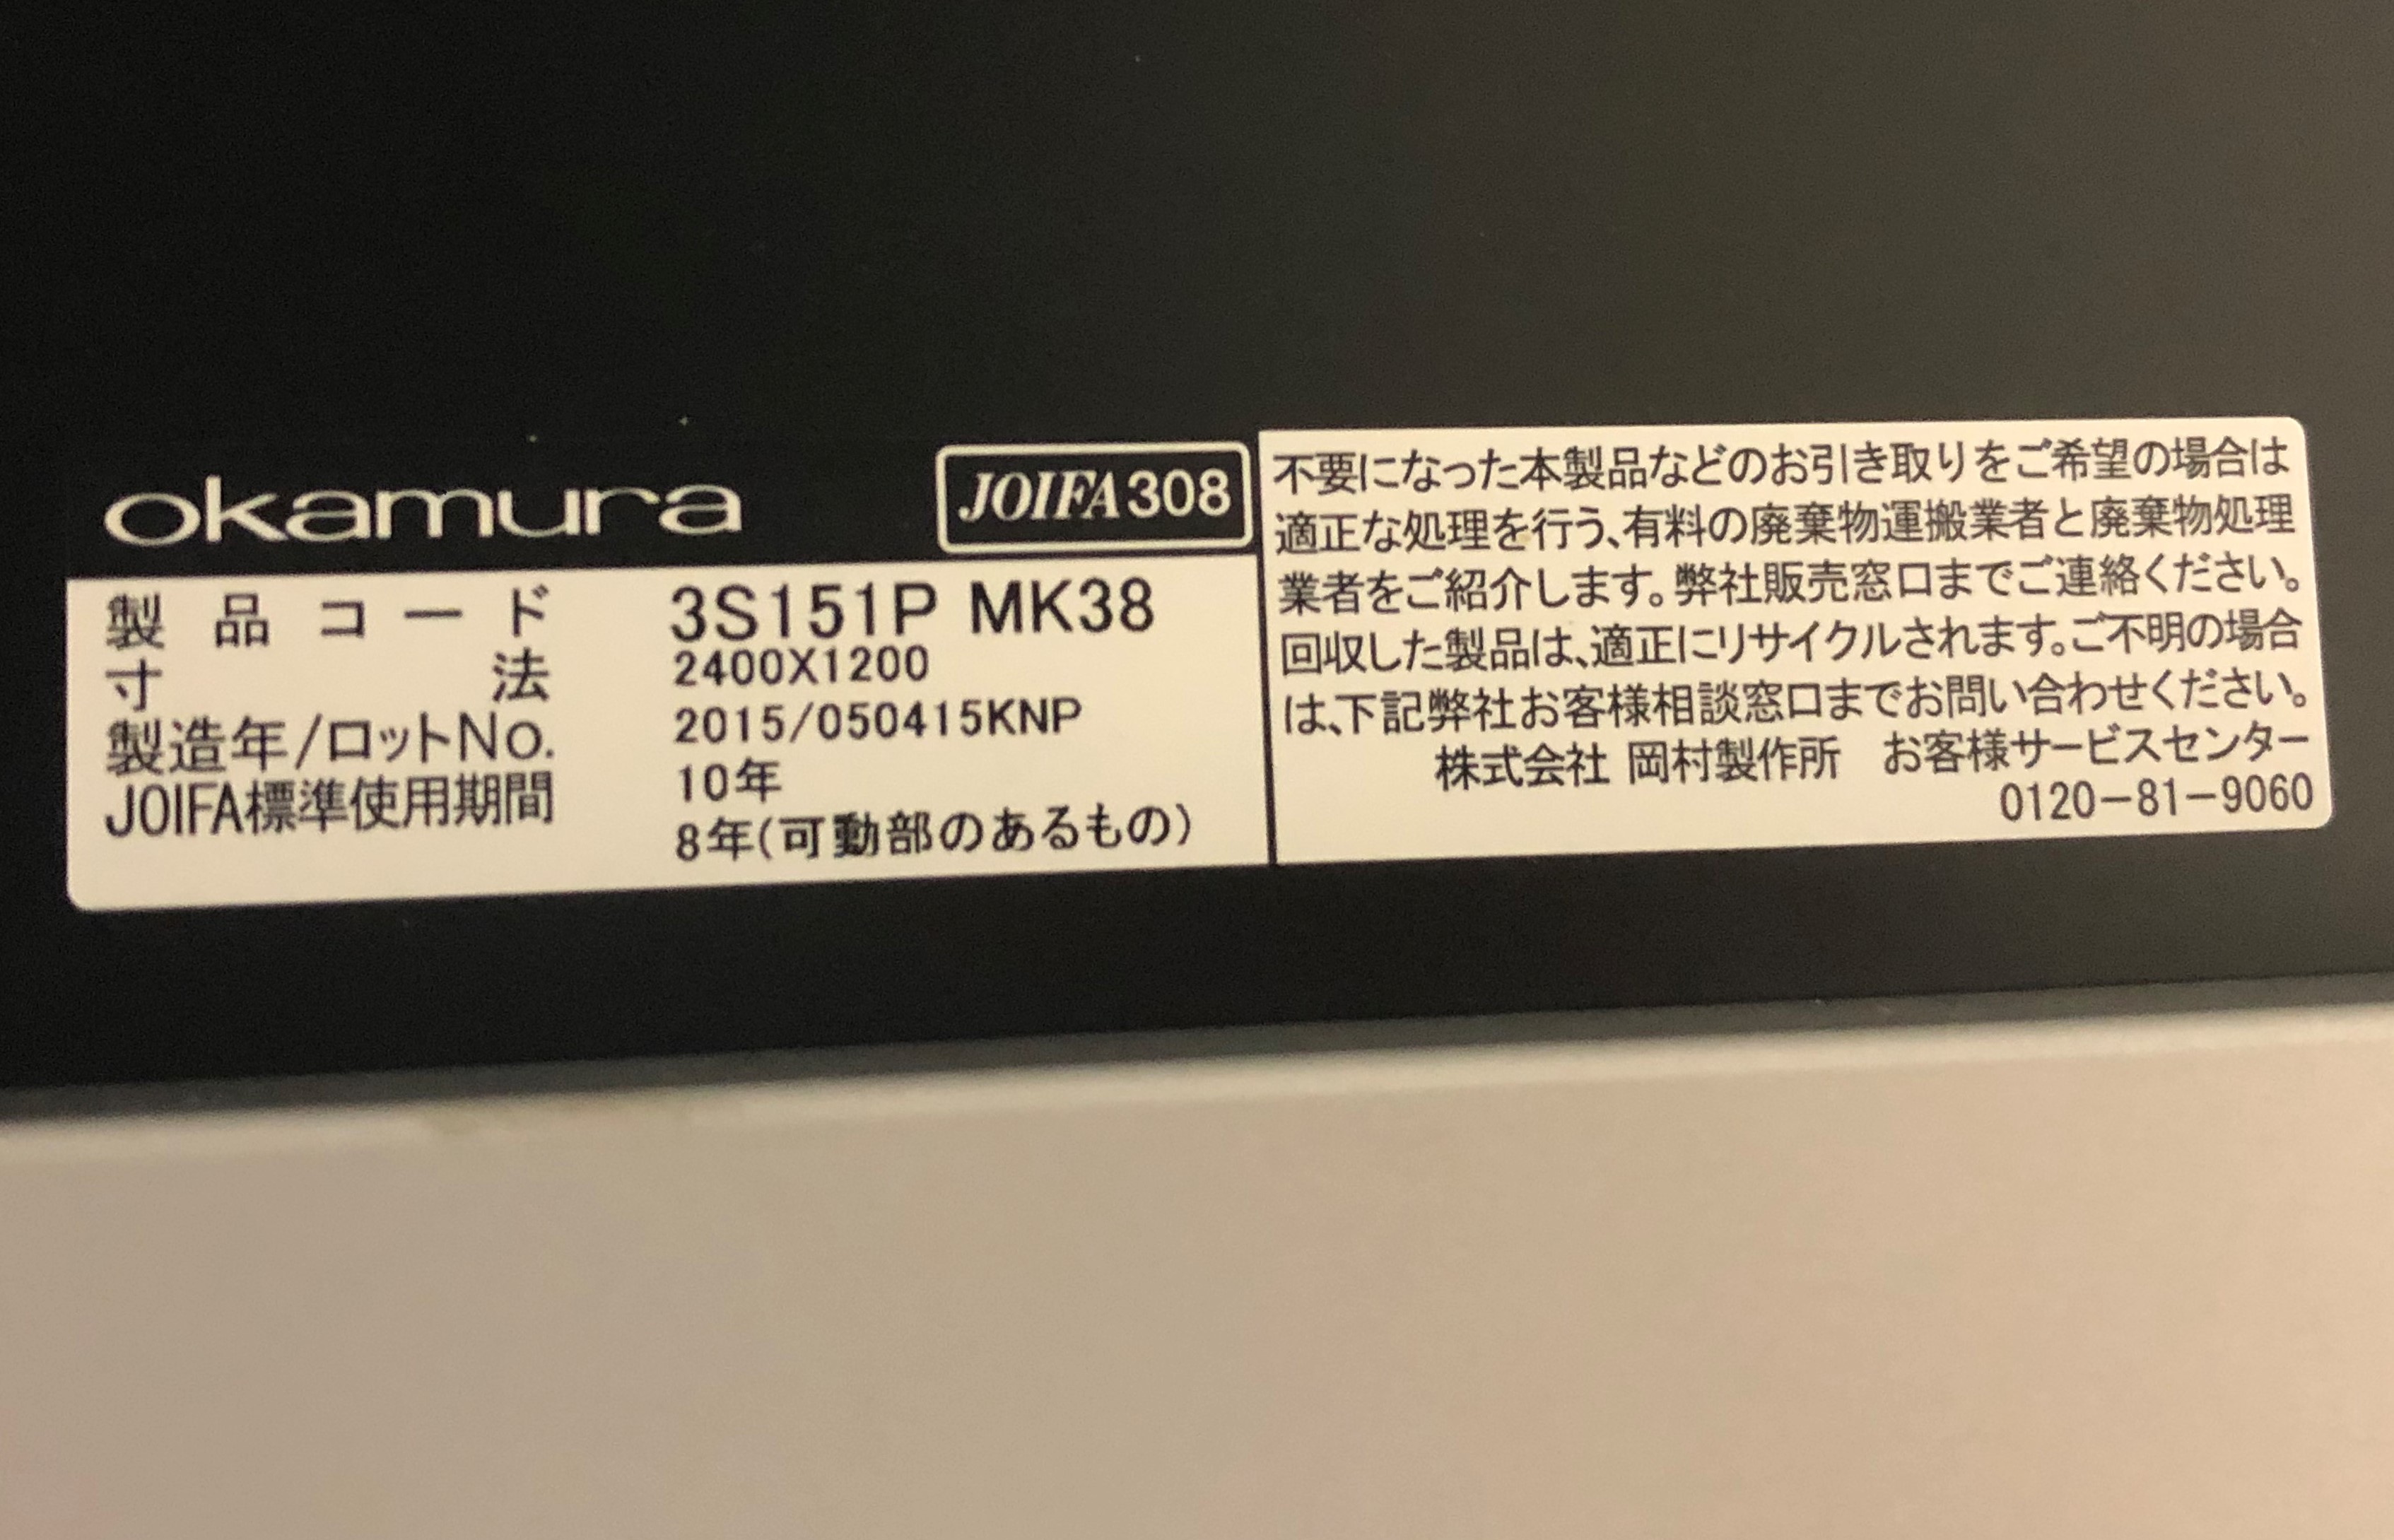 okamura
JOIFA308
製品コード 3S151P MK38
寸法 2400X1200
製造年/ロットNo. 2015/050415KNP
JOIFA標準使用期間 10年
8年(可動部のあるもの)
不要になった本製品などのお引き取りをご希望の場合は
適正な処理を行う、有料の廃棄物運搬業者と廃棄物処理
業者をご紹介します。弊社販売窓口までご連絡ください。
回収した製品は、適正にリサイクルされます。ご不明の場合
は、下記弊社お客様相談窓口までお問い合わせください。
株式会社 岡村製作所 お客様サービスセンター
0120-81-9060